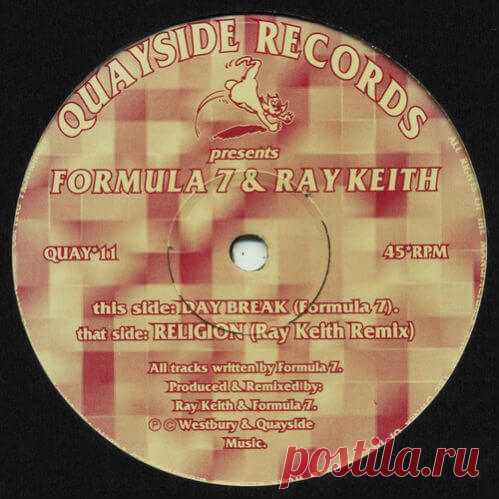 QUAYSIDE RECORDS
presents
FORMULA 7 & RAY KEITH
QUAY*11
45*RPM
this side: DAY BREAK (Formula 7).
that side: RELIGION (Ray Keith Remix)
All tracks written by Formula 7.
Produced & Remixed by:
Ray Keith & Formula 7.
℗ © Westbury & Quayside
Music.
postila.ru